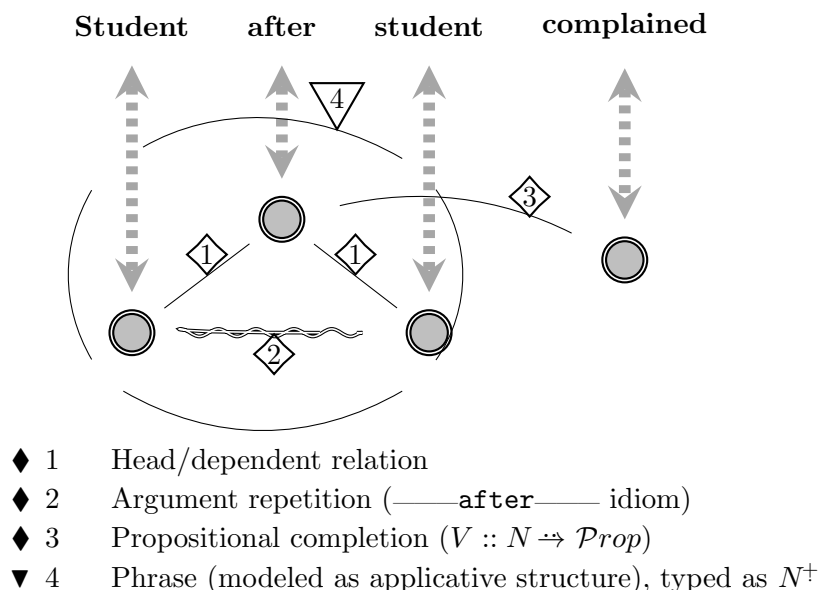 Student after student complained
4
3
1 1
2
♦ 1 Head/dependent relation
♦ 2 Argument repetition (——after—— idiom)
♦ 3 Propositional completion (V :: N ⤔ 𝒫rop)
▼ 4 Phrase (modeled as applicative structure), typed as N⁺